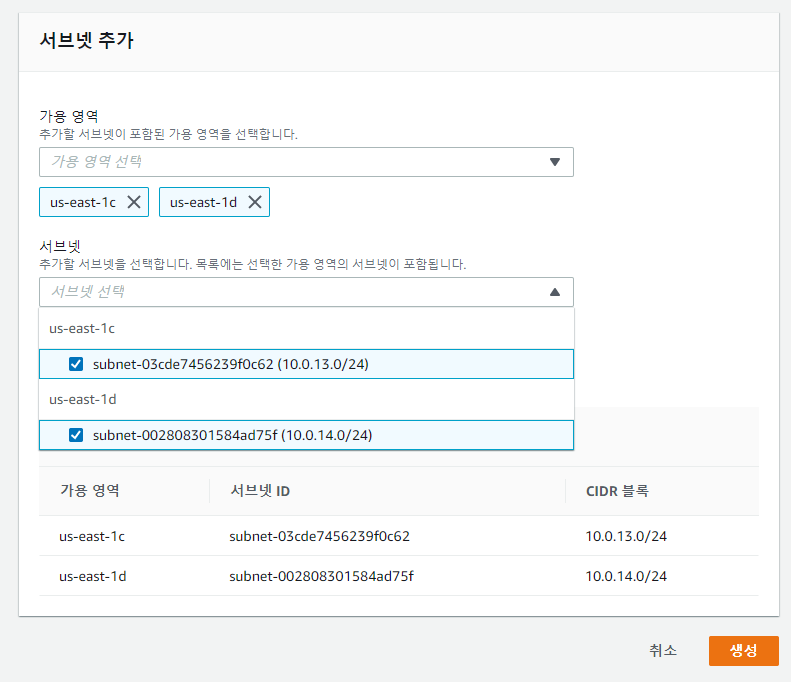 서브넷 추가
가용 영역
추가할 서브넷이 포함된 가용 영역을 선택합니다.
가용 영역 선택
us-east-1c us-east-1d
서브넷
추가할 서브넷을 선택합니다. 목록에는 선택한 가용 영역의 서브넷이 포함됩니다.
서브넷 선택
us-east-1c
subnet-03cde7456239f0c62 (10.0.13.0/24)
us-east-1d
subnet-002808301584ad75f (10.0.14.0/24)
가용 영역 서브넷 ID CIDR 블록
us-east-1c subnet-03cde7456239f0c62 10.0.13.0/24
us-east-1d subnet-002808301584ad75f 10.0.14.0/24
취소 생성